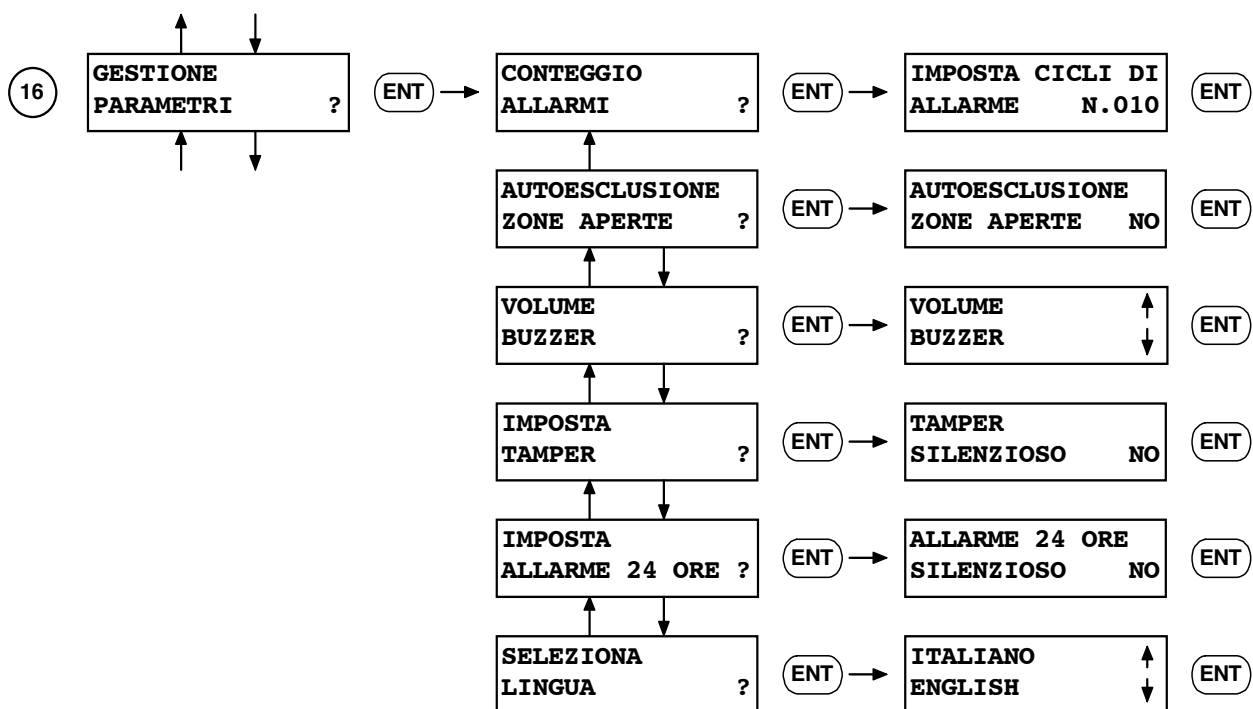 16
GESTIONE
PARAMETRI ?
ENT
CONTEGGIO
ALLARMI ?
ENT
IMPOSTA CICLI DI
ALLARME N.010
ENT
AUTOESCLUSIONE
ZONE APERTE ?
ENT
AUTOESCLUSIONE
ZONE APERTE NO
ENT
VOLUME
BUZZER ?
ENT
VOLUME
BUZZER
ENT
IMPOSTA
TAMPER ?
ENT
TAMPER
SILENZIOSO NO
ENT
IMPOSTA
ALLARME 24 ORE ?
ENT
ALLARME 24 ORE
SILENZIOSO NO
ENT
SELEZIONA
LINGUA ?
ENT
ITALIANO
ENGLISH
ENT